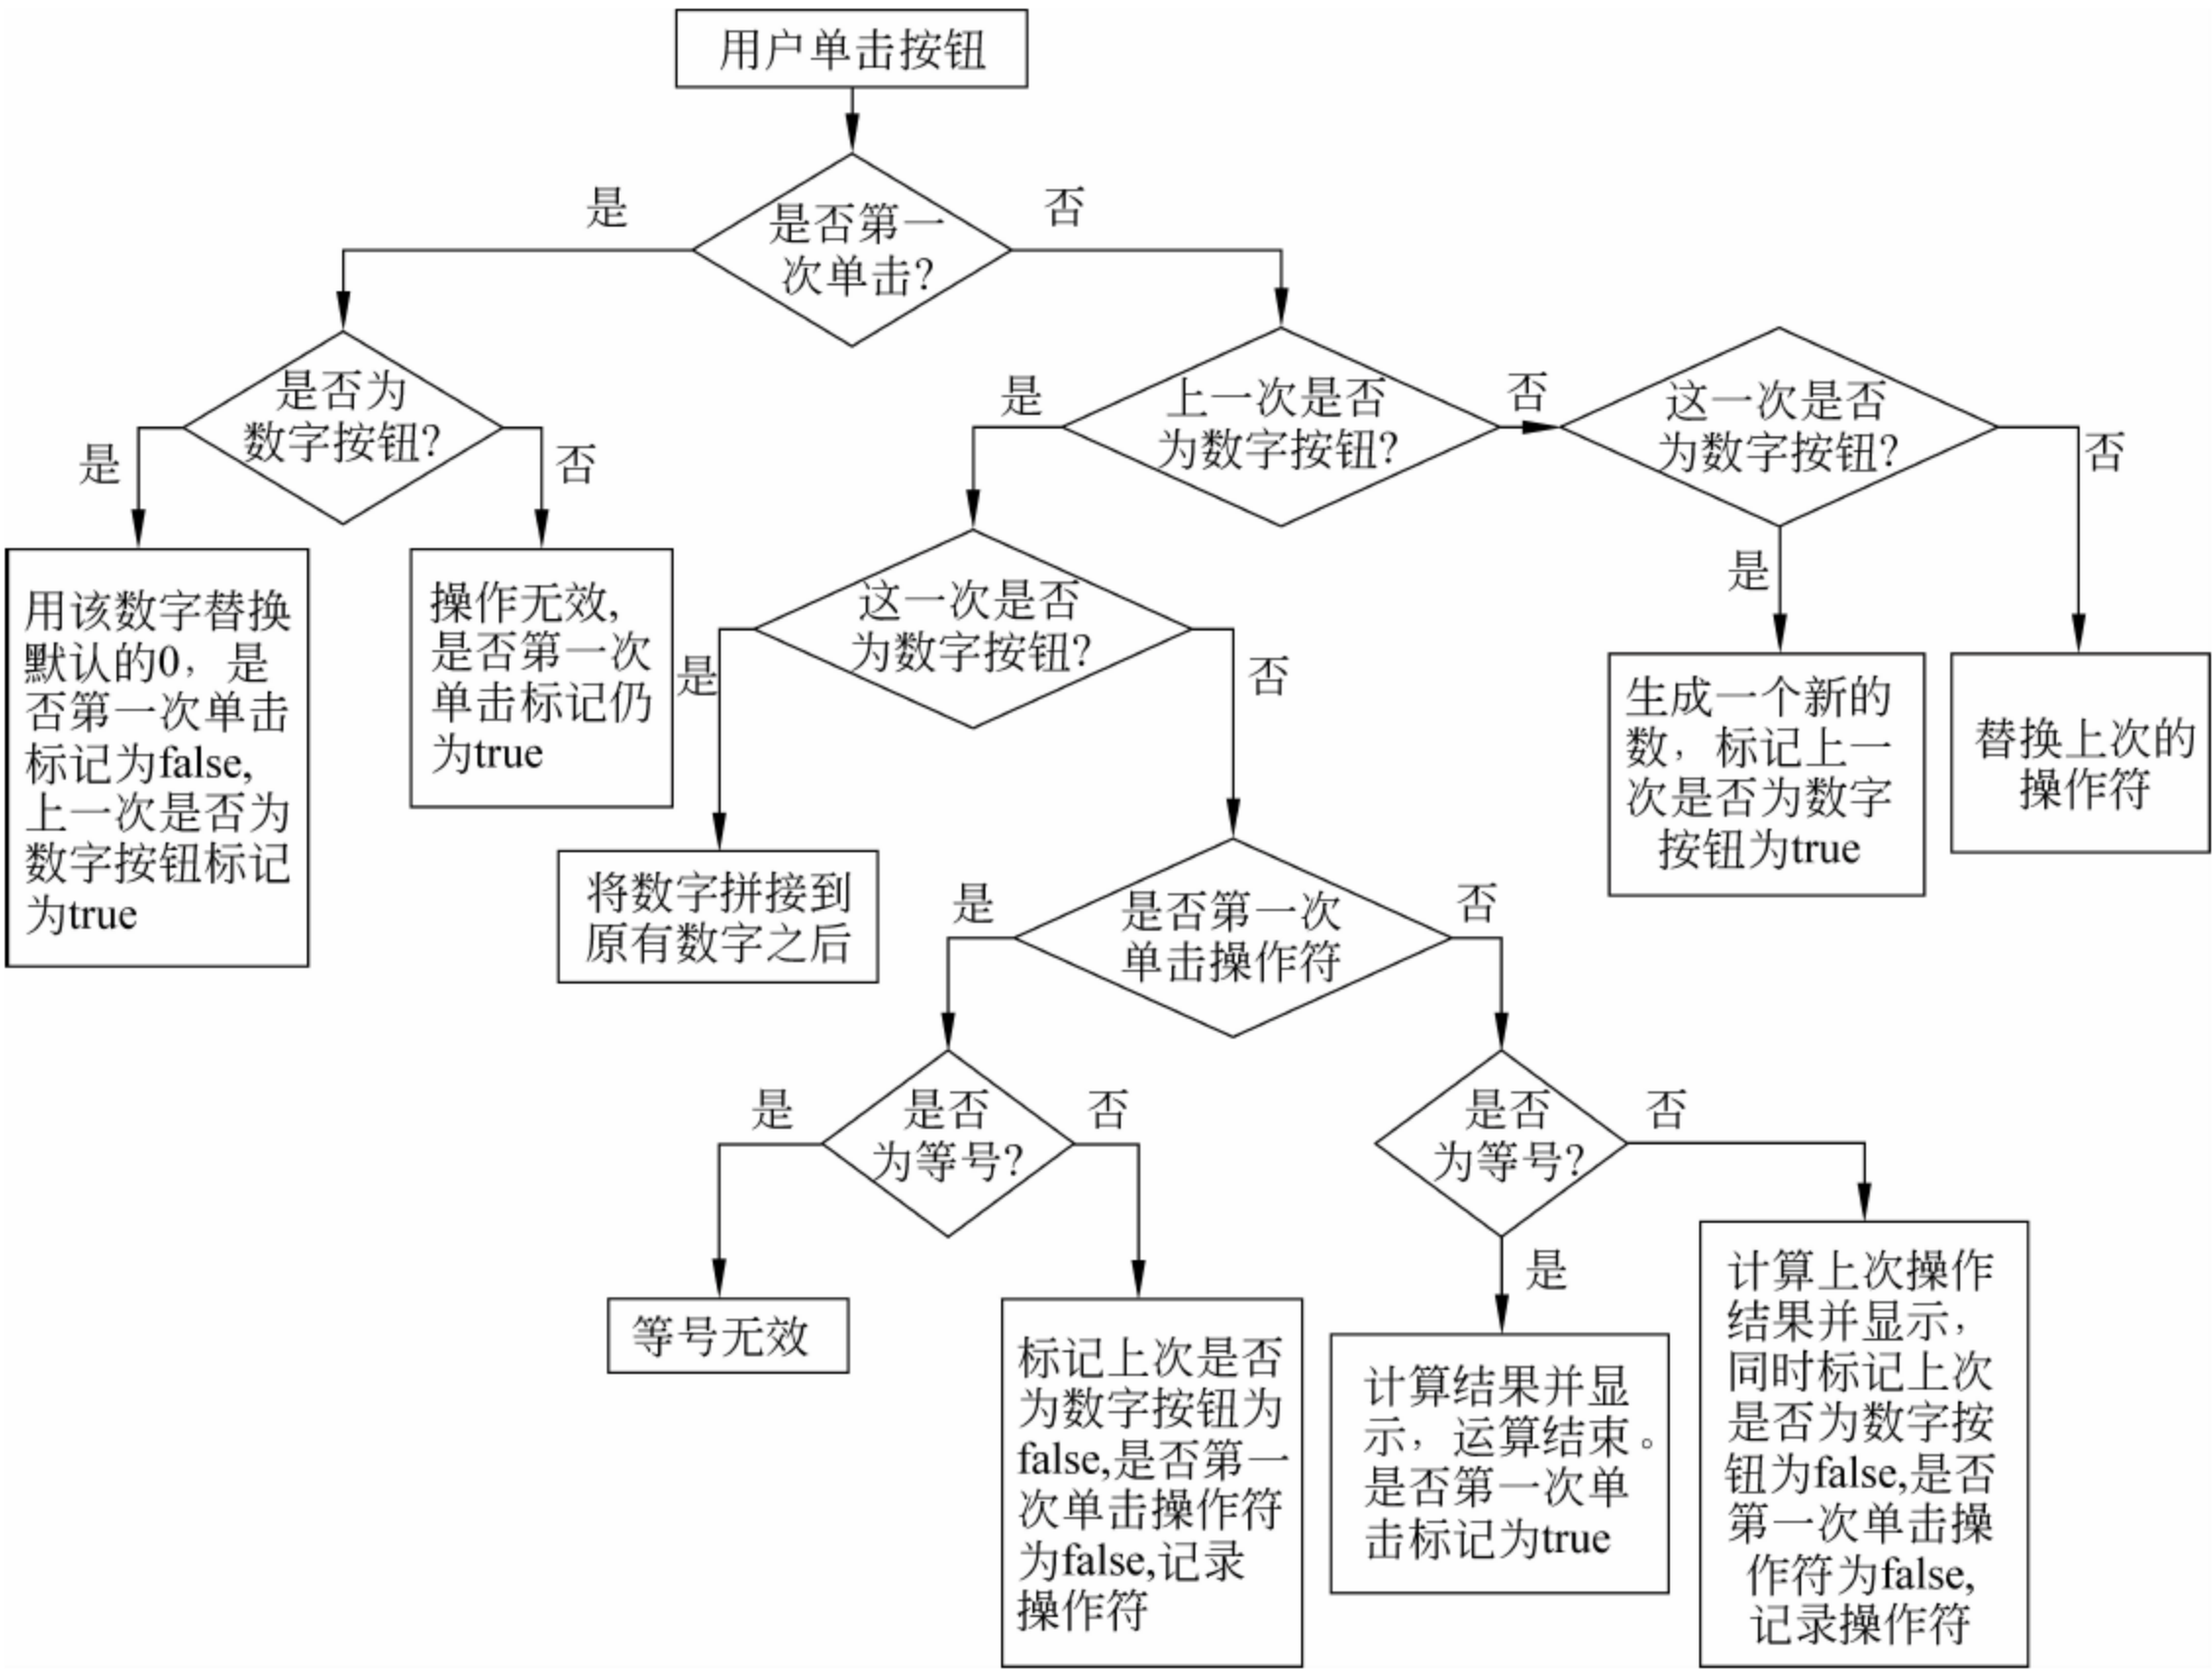 用户单击按钮
是
否
是否第一
次单击?
是否为
数字按钮?
是
否
是
上一次是否
为数字按钮?
否
这一次是否
为数字按钮?
否
是
用该数字替换
默认的0，是
否第一次单击
标记为false,
上一次是否为
数字按钮标记
为true
操作无效,
是否第一次
单击标记仍
为true
这一次是否
为数字按钮?
是
否
生成一个新的
数，标记上一
次是否为数字
按钮为true
替换上次的
操作符
将数字拼接到
原有数字之后
是
是否第一次
单击操作符
否
是
是否
为等号?
否
是否
为等号?
否
是
等号无效
标记上次是否
为数字按钮为
false,是否第一
次单击操作符
为false,记录
操作符
计算结果并显
示，运算结束。
是否第一次单
击标记为true
计算上次操作
结果并显示，
同时标记上次
是否为数字按
钮为false,是否
第一次单击操
作符为false,
记录操作符